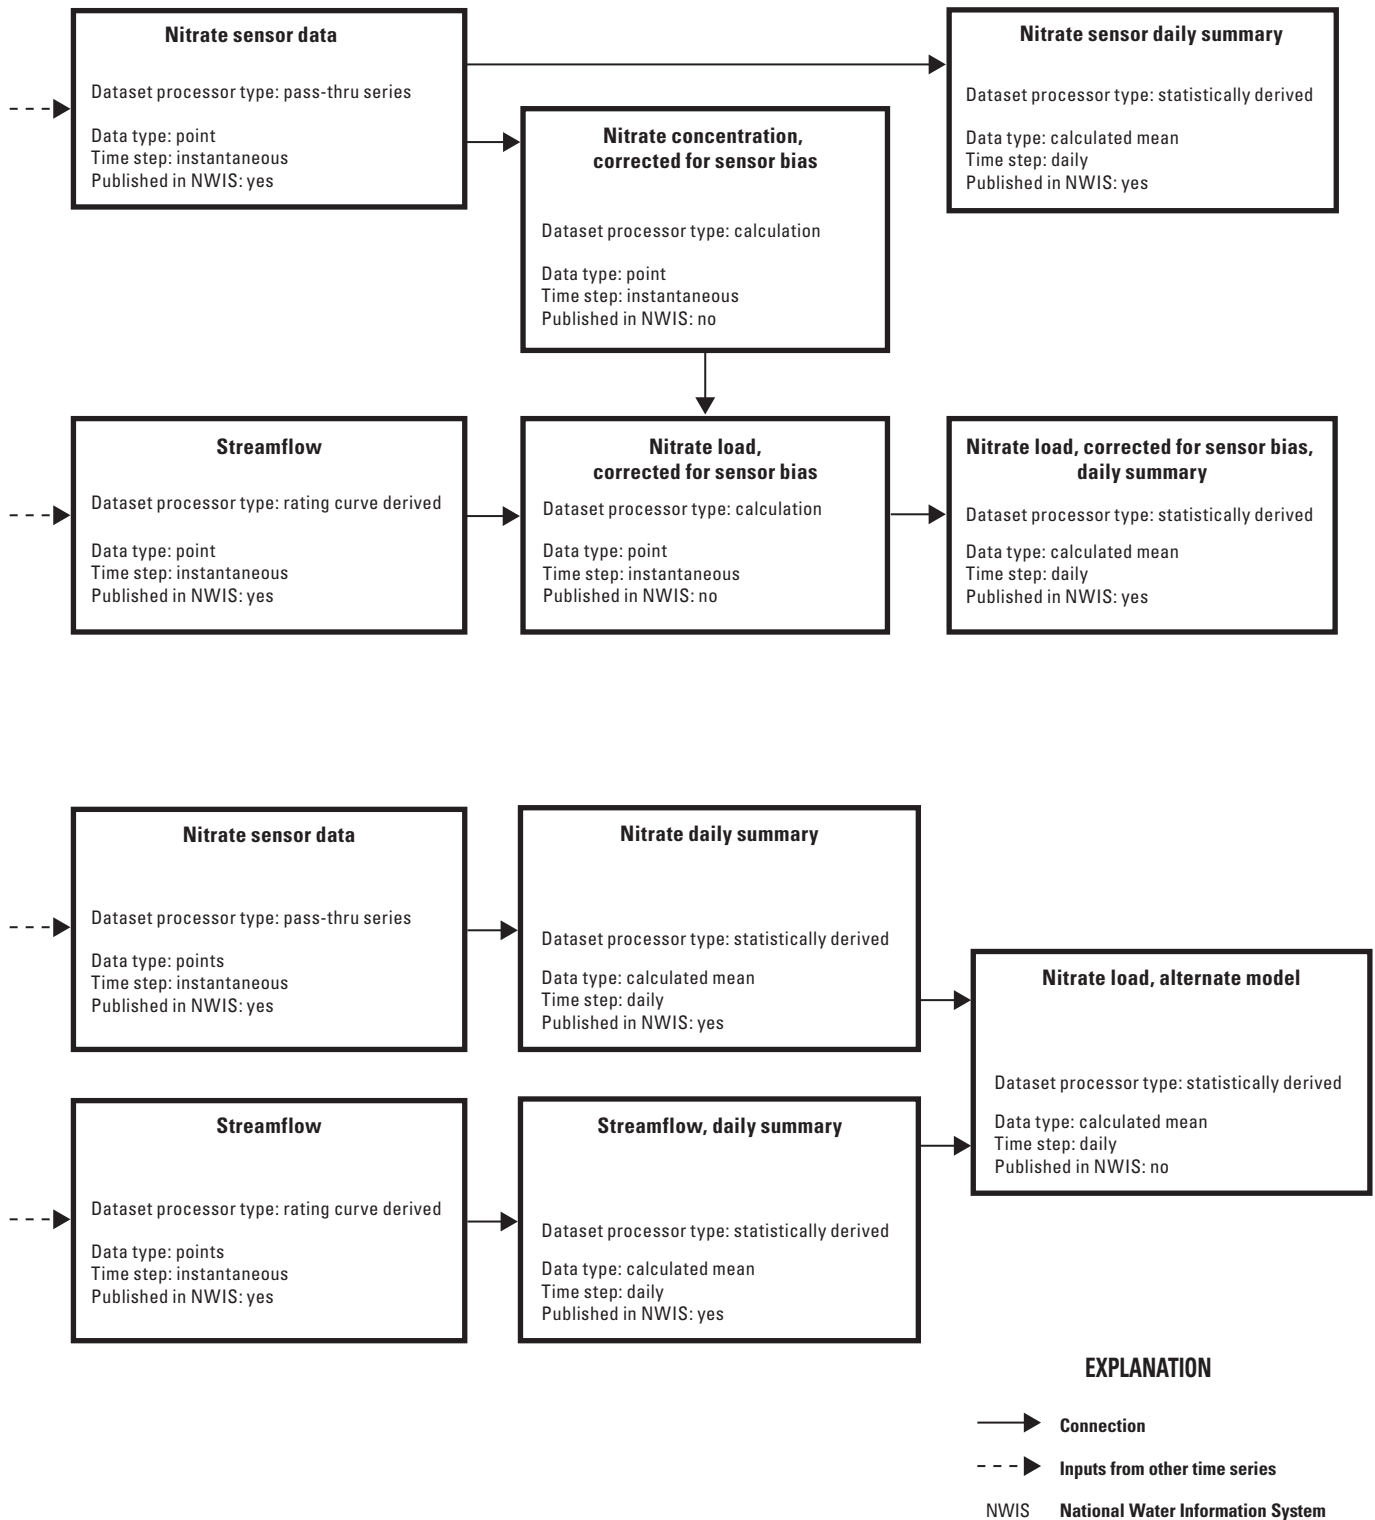 Nitrate sensor data
Dataset processor type: pass-thru series
Data type: point
Time step: instantaneous
Published in NWIS: yes
Nitrate concentration,
corrected for sensor bias
Dataset processor type: calculation
Data type: point
Time step: instantaneous
Published in NWIS: no
Nitrate sensor daily summary
Dataset processor type: statistically derived
Data type: calculated mean
Time step: daily
Published in NWIS: yes
Streamflow
Dataset processor type: rating curve derived
Data type: point
Time step: instantaneous
Published in NWIS: yes
Nitrate load,
corrected for sensor bias
Dataset processor type: calculation
Data type: point
Time step: instantaneous
Published in NWIS: no
Nitrate load, corrected for sensor bias,
daily summary
Dataset processor type: statistically derived
Data type: calculated mean
Time step: daily
Published in NWIS: yes
Nitrate sensor data
Dataset processor type: pass-thru series
Data type: points
Time step: instantaneous
Published in NWIS: yes
Nitrate daily summary
Dataset processor type: statistically derived
Data type: calculated mean
Time step: daily
Published in NWIS: yes
Nitrate load, alternate model
Dataset processor type: statistically derived
Data type: calculated mean
Time step: daily
Published in NWIS: no
Streamflow
Dataset processor type: rating curve derived
Data type: points
Time step: instantaneous
Published in NWIS: yes
Streamflow, daily summary
Dataset processor type: statistically derived
Data type: calculated mean
Time step: daily
Published in NWIS: yes
EXPLANATION
Connection
Inputs from other time series
NWIS National Water Information System